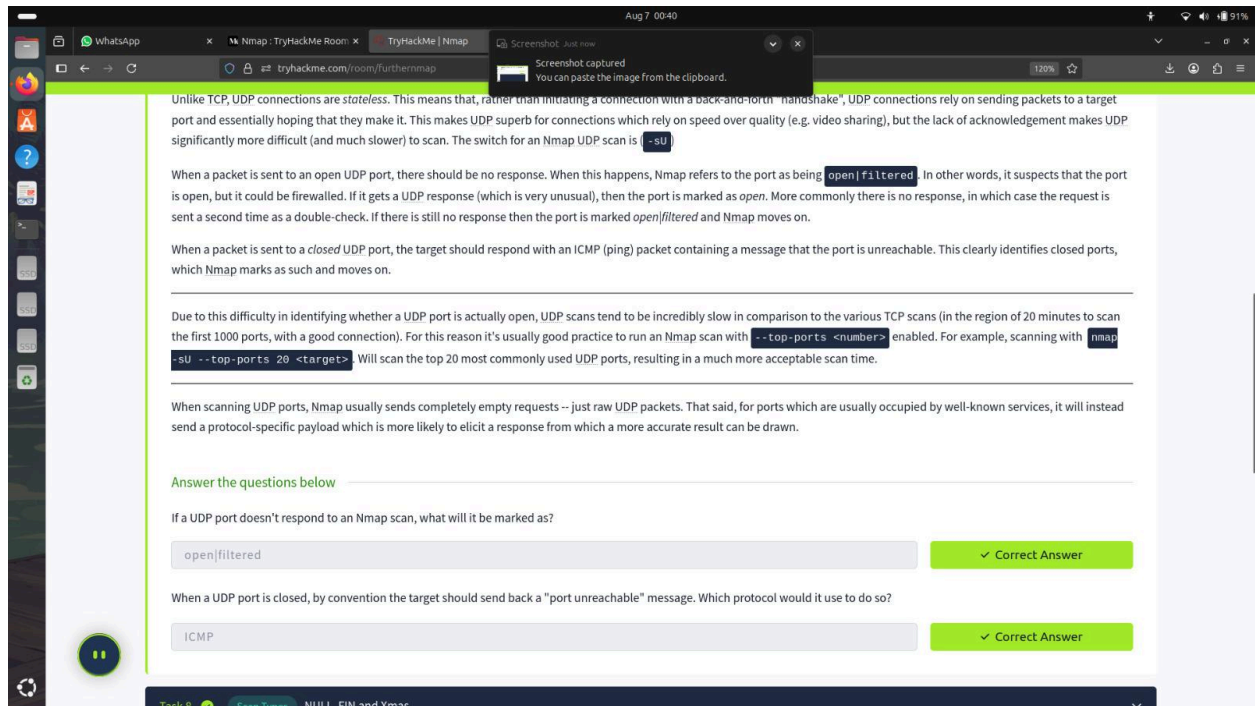 Aug 7 00:40
91%
WhatsApp
Nmap : TryHackMe Room
TryHackMe | Nmap
Screenshot Just now
Screenshot captured
You can paste the image from the clipboard.
tryhackme.com/room/furthernmap
120%
Unlike TCP, UDP connections are stateless. This means that, rather than initiating a connection with a back-and-forth "handshake", UDP connections rely on sending packets to a target
port and essentially hoping that they make it. This makes UDP superb for connections which rely on speed over quality (e.g. video sharing), but the lack of acknowledgement makes UDP
significantly more difficult (and much slower) to scan. The switch for an Nmap UDP scan is ( -sU )
When a packet is sent to an open UDP port, there should be no response. When this happens, Nmap refers to the port as being open|filtered . In other words, it suspects that the port
is open, but it could be firewalled. If it gets a UDP response (which is very unusual), then the port is marked as open. More commonly there is no response, in which case the request is
sent a second time as a double-check. If there is still no response then the port is marked open|filtered and Nmap moves on.
When a packet is sent to a closed UDP port, the target should respond with an ICMP (ping) packet containing a message that the port is unreachable. This clearly identifies closed ports,
which Nmap marks as such and moves on.
Due to this difficulty in identifying whether a UDP port is actually open, UDP scans tend to be incredibly slow in comparison to the various TCP scans (in the region of 20 minutes to scan
the first 1000 ports, with a good connection). For this reason it's usually good practice to run an Nmap scan with --top-ports <number> enabled. For example, scanning with nmap
-sU --top-ports 20 <target> . Will scan the top 20 most commonly used UDP ports, resulting in a much more acceptable scan time.
When scanning UDP ports, Nmap usually sends completely empty requests -- just raw UDP packets. That said, for ports which are usually occupied by well-known services, it will instead
send a protocol-specific payload which is more likely to elicit a response from which a more accurate result can be drawn.
Answer the questions below
If a UDP port doesn't respond to an Nmap scan, what will it be marked as?
open|filtered
✓ Correct Answer
When a UDP port is closed, by convention the target should send back a "port unreachable" message. Which protocol would it use to do so?
ICMP
✓ Correct Answer
Task 8 Scan Types NULL, FIN and Xmas
SSD
SSD
SSD